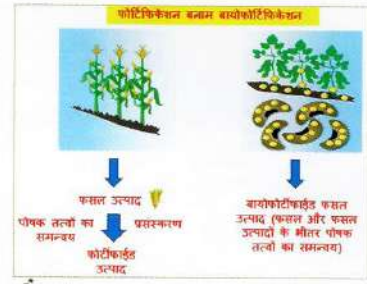 फोर्टिफिकेशन बनाम बायोफोर्टिफिकेशन
फसल उत्पाद
पोषक तत्वों का
समन्वय
प्रसंस्करण
फोर्टीफाईड
उत्पाद
बायोफोर्टीफाईड फसल
उत्पाद (फसल और फसल
उत्पादों के भीतर पोषक
तत्वों का समन्वय)